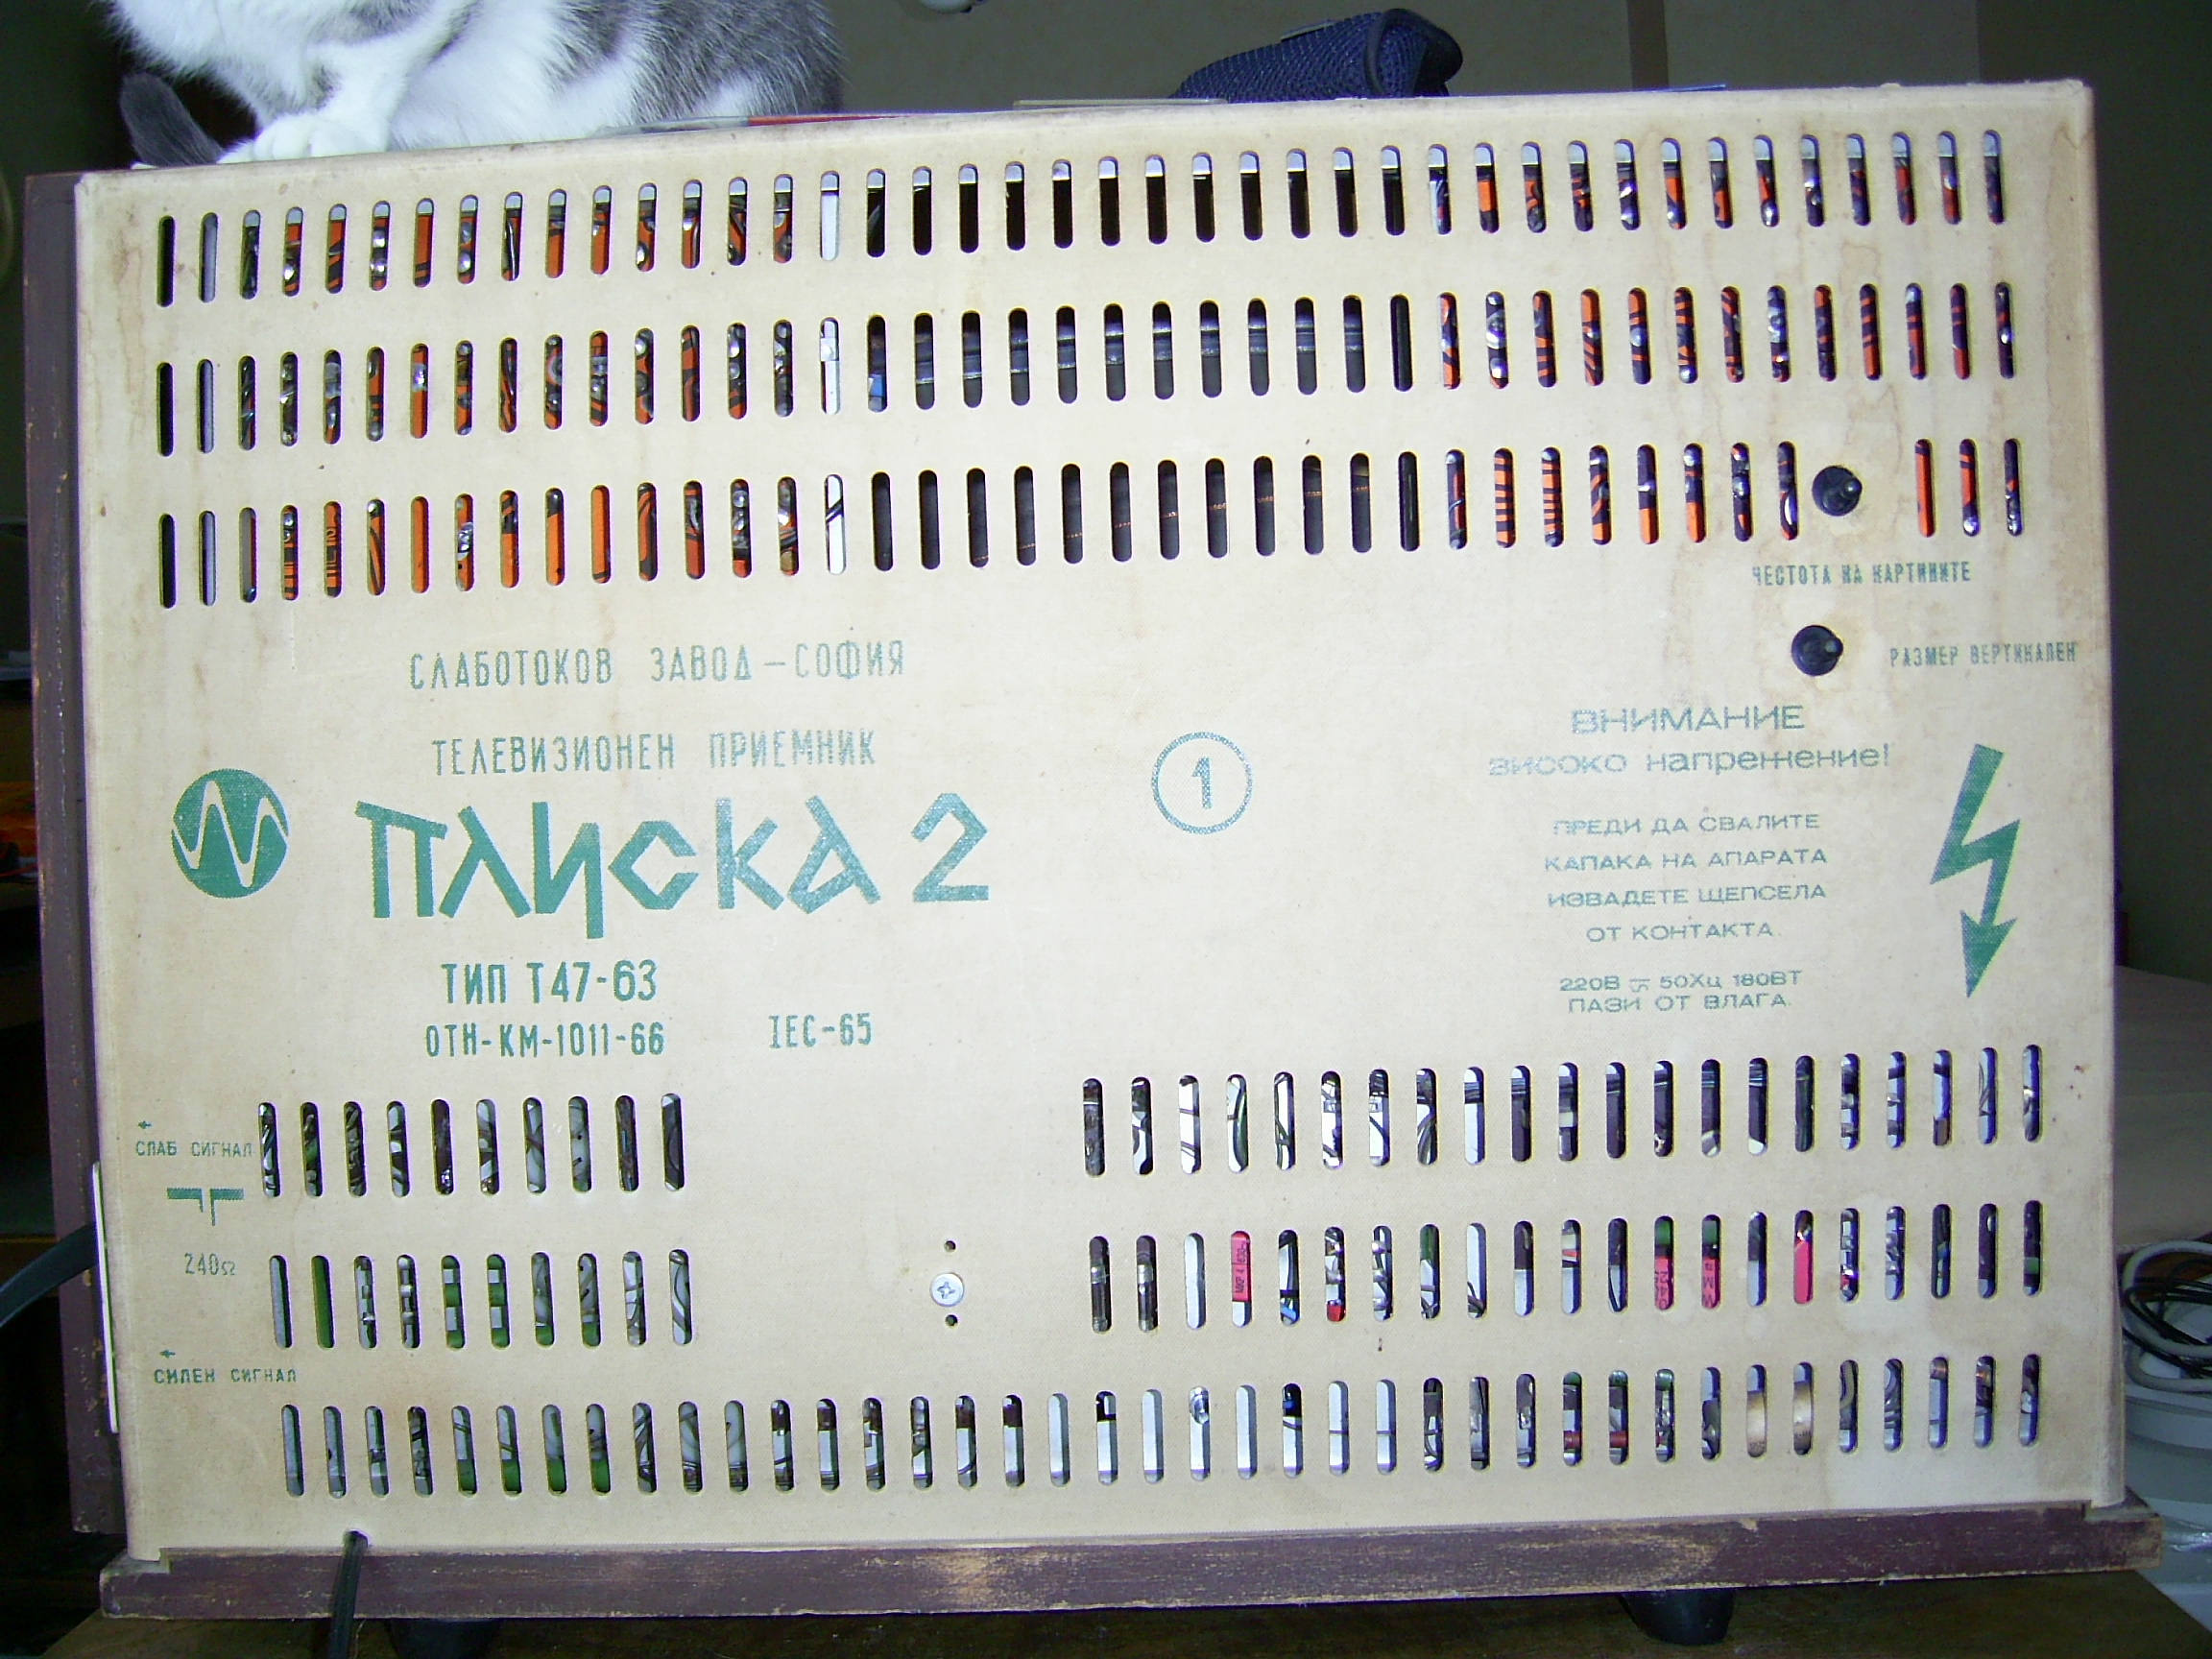 ЧЕСТОТА НА КАРТИНИТЕ
РАЗМЕР ВЕРТИКАЛЕН
СЛАБОТОКОВ ЗАВОД – СОФИЯ
ТЕЛЕВИЗИОНЕН ПРИЕМНИК
ПЛИСКА 2
ТИП Т47-63
ОТН-КМ-1011-66 IEC-65
1
ВНИМАНИЕ
ВИСОКО напрежение!
ПРЕДИ ДА СВАЛИТЕ
КАПАКА НА АПАРАТА
ИЗВАДЕТЕ ЩЕПСЕЛА
ОТ КОНТАКТА.
220В 50Хц 180ВТ
ПАЗИ ОТ ВЛАГА.
← СЛАБ СИГНАЛ
240Ω
← СИЛЕН СИГНАЛ